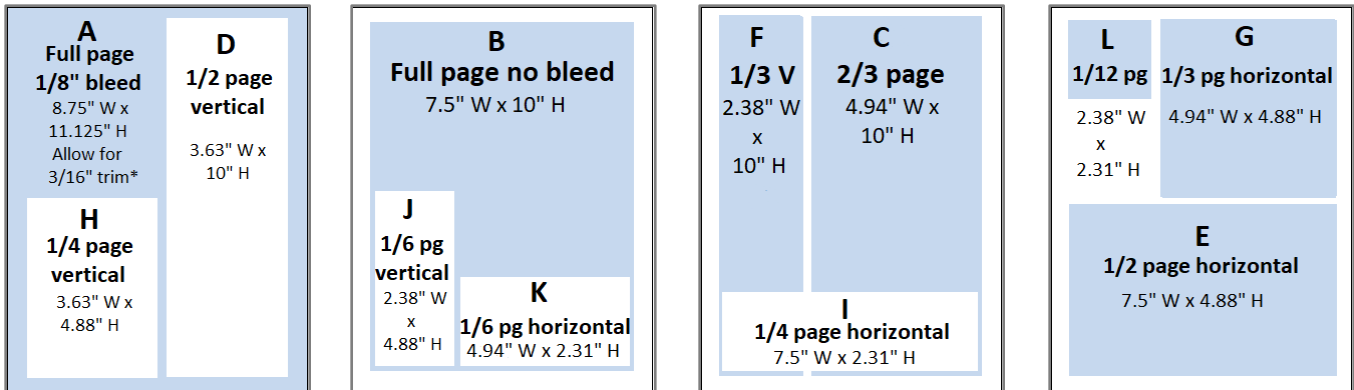 A
Full page
1/8" bleed
8.75" W x
11.125" H
Allow for
3/16" trim*
D
1/2 page
vertical
3.63" W x
10" H
H
1/4 page
vertical
3.63" W x
4.88" H
B
Full page no bleed
7.5" W x 10" H
J
1/6 pg
vertical
2.38" W
x
4.88" H
K
1/6 pg horizontal
4.94" W x 2.31" H
F
1/3 V
2.38" W
x
10" H
C
2/3 page
4.94" W x
10" H
I
1/4 page horizontal
7.5" W x 2.31" H
L
1/12 pg
2.38" W
x
2.31" H
G
1/3 pg horizontal
4.94" W x 4.88" H
E
1/2 page horizontal
7.5" W x 4.88" H